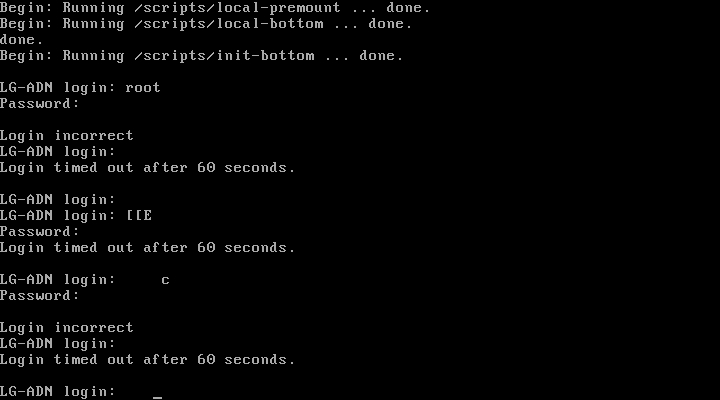 Begin: Running /scripts/local-premount ... done.
Begin: Running /scripts/local-bottom ... done.
done.
Begin: Running /scripts/init-bottom ... done.
LG-ADN login: root
Password:
Login incorrect
LG-ADN login:
Login timed out after 60 seconds.
LG-ADN login:
LG-ADN login: [[E
Password:
Login timed out after 60 seconds.
LG-ADN login:     c
Password:
Login incorrect
LG-ADN login:
Login timed out after 60 seconds.
LG-ADN login:    _